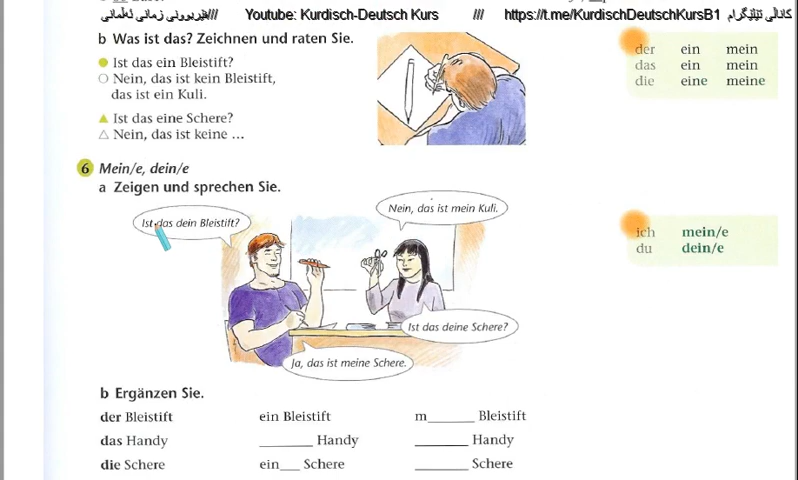 فێربوونی زمانی ئەڵمانی/// Youtube: Kurdisch-Deutsch Kurs /// https://t.me/KurdischDeutschKursB1 کاناڵی تێلێگرام
b Was ist das? Zeichnen und raten Sie.
Ist das ein Bleistift?
Nein, das ist kein Bleistift,
das ist ein Kuli.
Ist das eine Schere?
Nein, das ist keine ...
der ein mein
das ein mein
die eine meine
6 Mein/e, dein/e
a Zeigen und sprechen Sie.
Ist das dein Bleistift?
Nein, das ist mein Kuli.
Ist das deine Schere?
Ja, das ist meine Schere.
ich mein/e
du dein/e
b Ergänzen Sie.
der Bleistift ein Bleistift m_______ Bleistift
das Handy ________ Handy ________ Handy
die Schere ein___ Schere ________ Schere